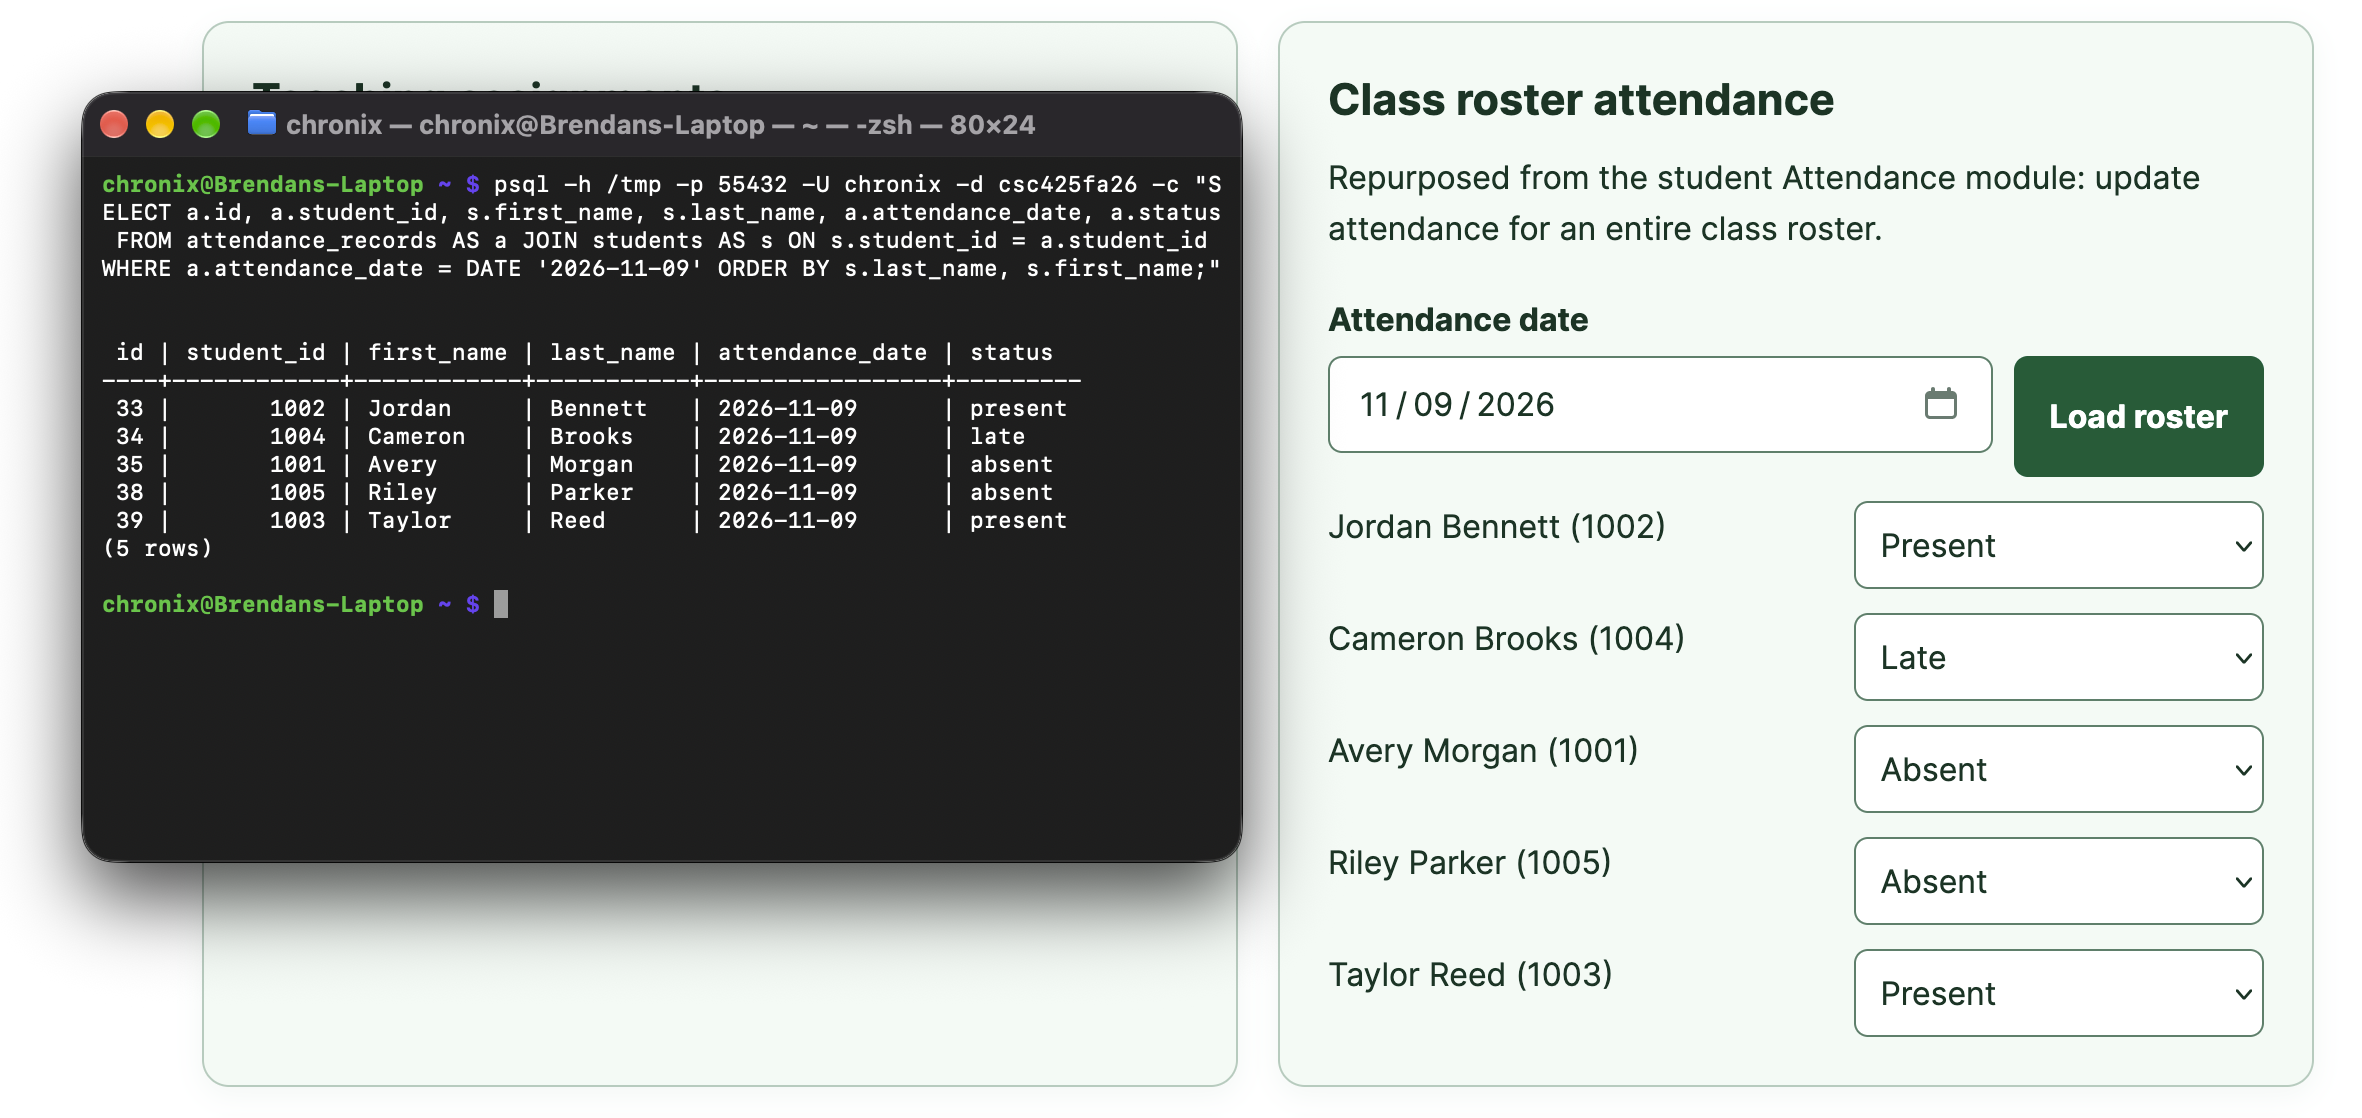 Teaching assignments
chronix — chronix@Brendans-Laptop — ~ — -zsh — 80×24
chronix@Brendans-Laptop ~ $ psql -h /tmp -p 55432 -U chronix -d csc425fa26 -c "S
ELECT a.id, a.student_id, s.first_name, s.last_name, a.attendance_date, a.status
 FROM attendance_records AS a JOIN students AS s ON s.student_id = a.student_id
WHERE a.attendance_date = DATE '2026-11-09' ORDER BY s.last_name, s.first_name;"
 id | student_id | first_name | last_name | attendance_date | status
----+------------+------------+-----------+-----------------+---------
 33 |       1002 | Jordan     | Bennett   | 2026-11-09      | present
 34 |       1004 | Cameron    | Brooks    | 2026-11-09      | late
 35 |       1001 | Avery      | Morgan    | 2026-11-09      | absent
 38 |       1005 | Riley      | Parker    | 2026-11-09      | absent
 39 |       1003 | Taylor     | Reed      | 2026-11-09      | present
(5 rows)
chronix@Brendans-Laptop ~ $
Class roster attendance
Repurposed from the student Attendance module: update
attendance for an entire class roster.
Attendance date
11/09/2026
Load roster
Jordan Bennett (1002)
Present
Cameron Brooks (1004)
Late
Avery Morgan (1001)
Absent
Riley Parker (1005)
Absent
Taylor Reed (1003)
Present